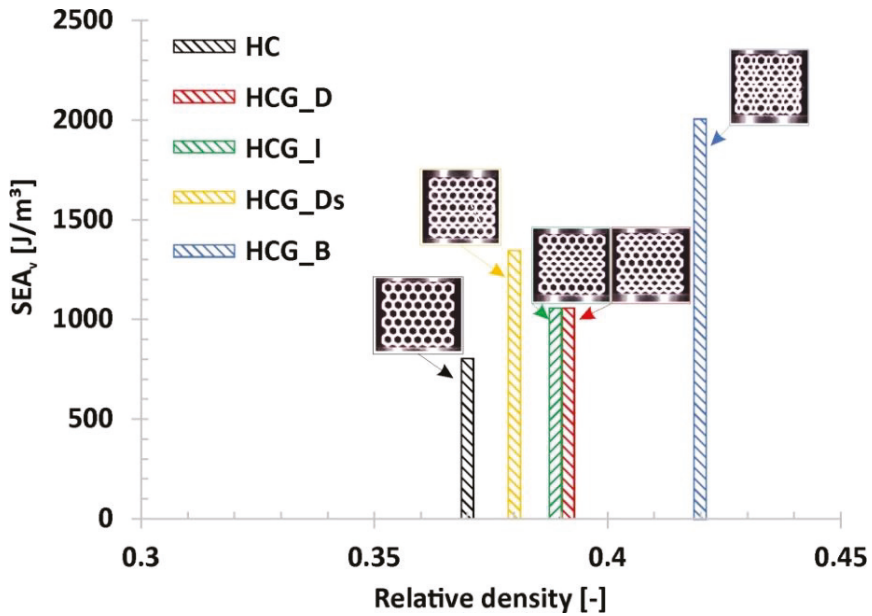 2500
2000
1500
1000
500
0
SEAᵥ [J/m³]
HC
HCG_D
HCG_I
HCG_Ds
HCG_B
0.3
0.35
0.4
0.45
Relative density [-]